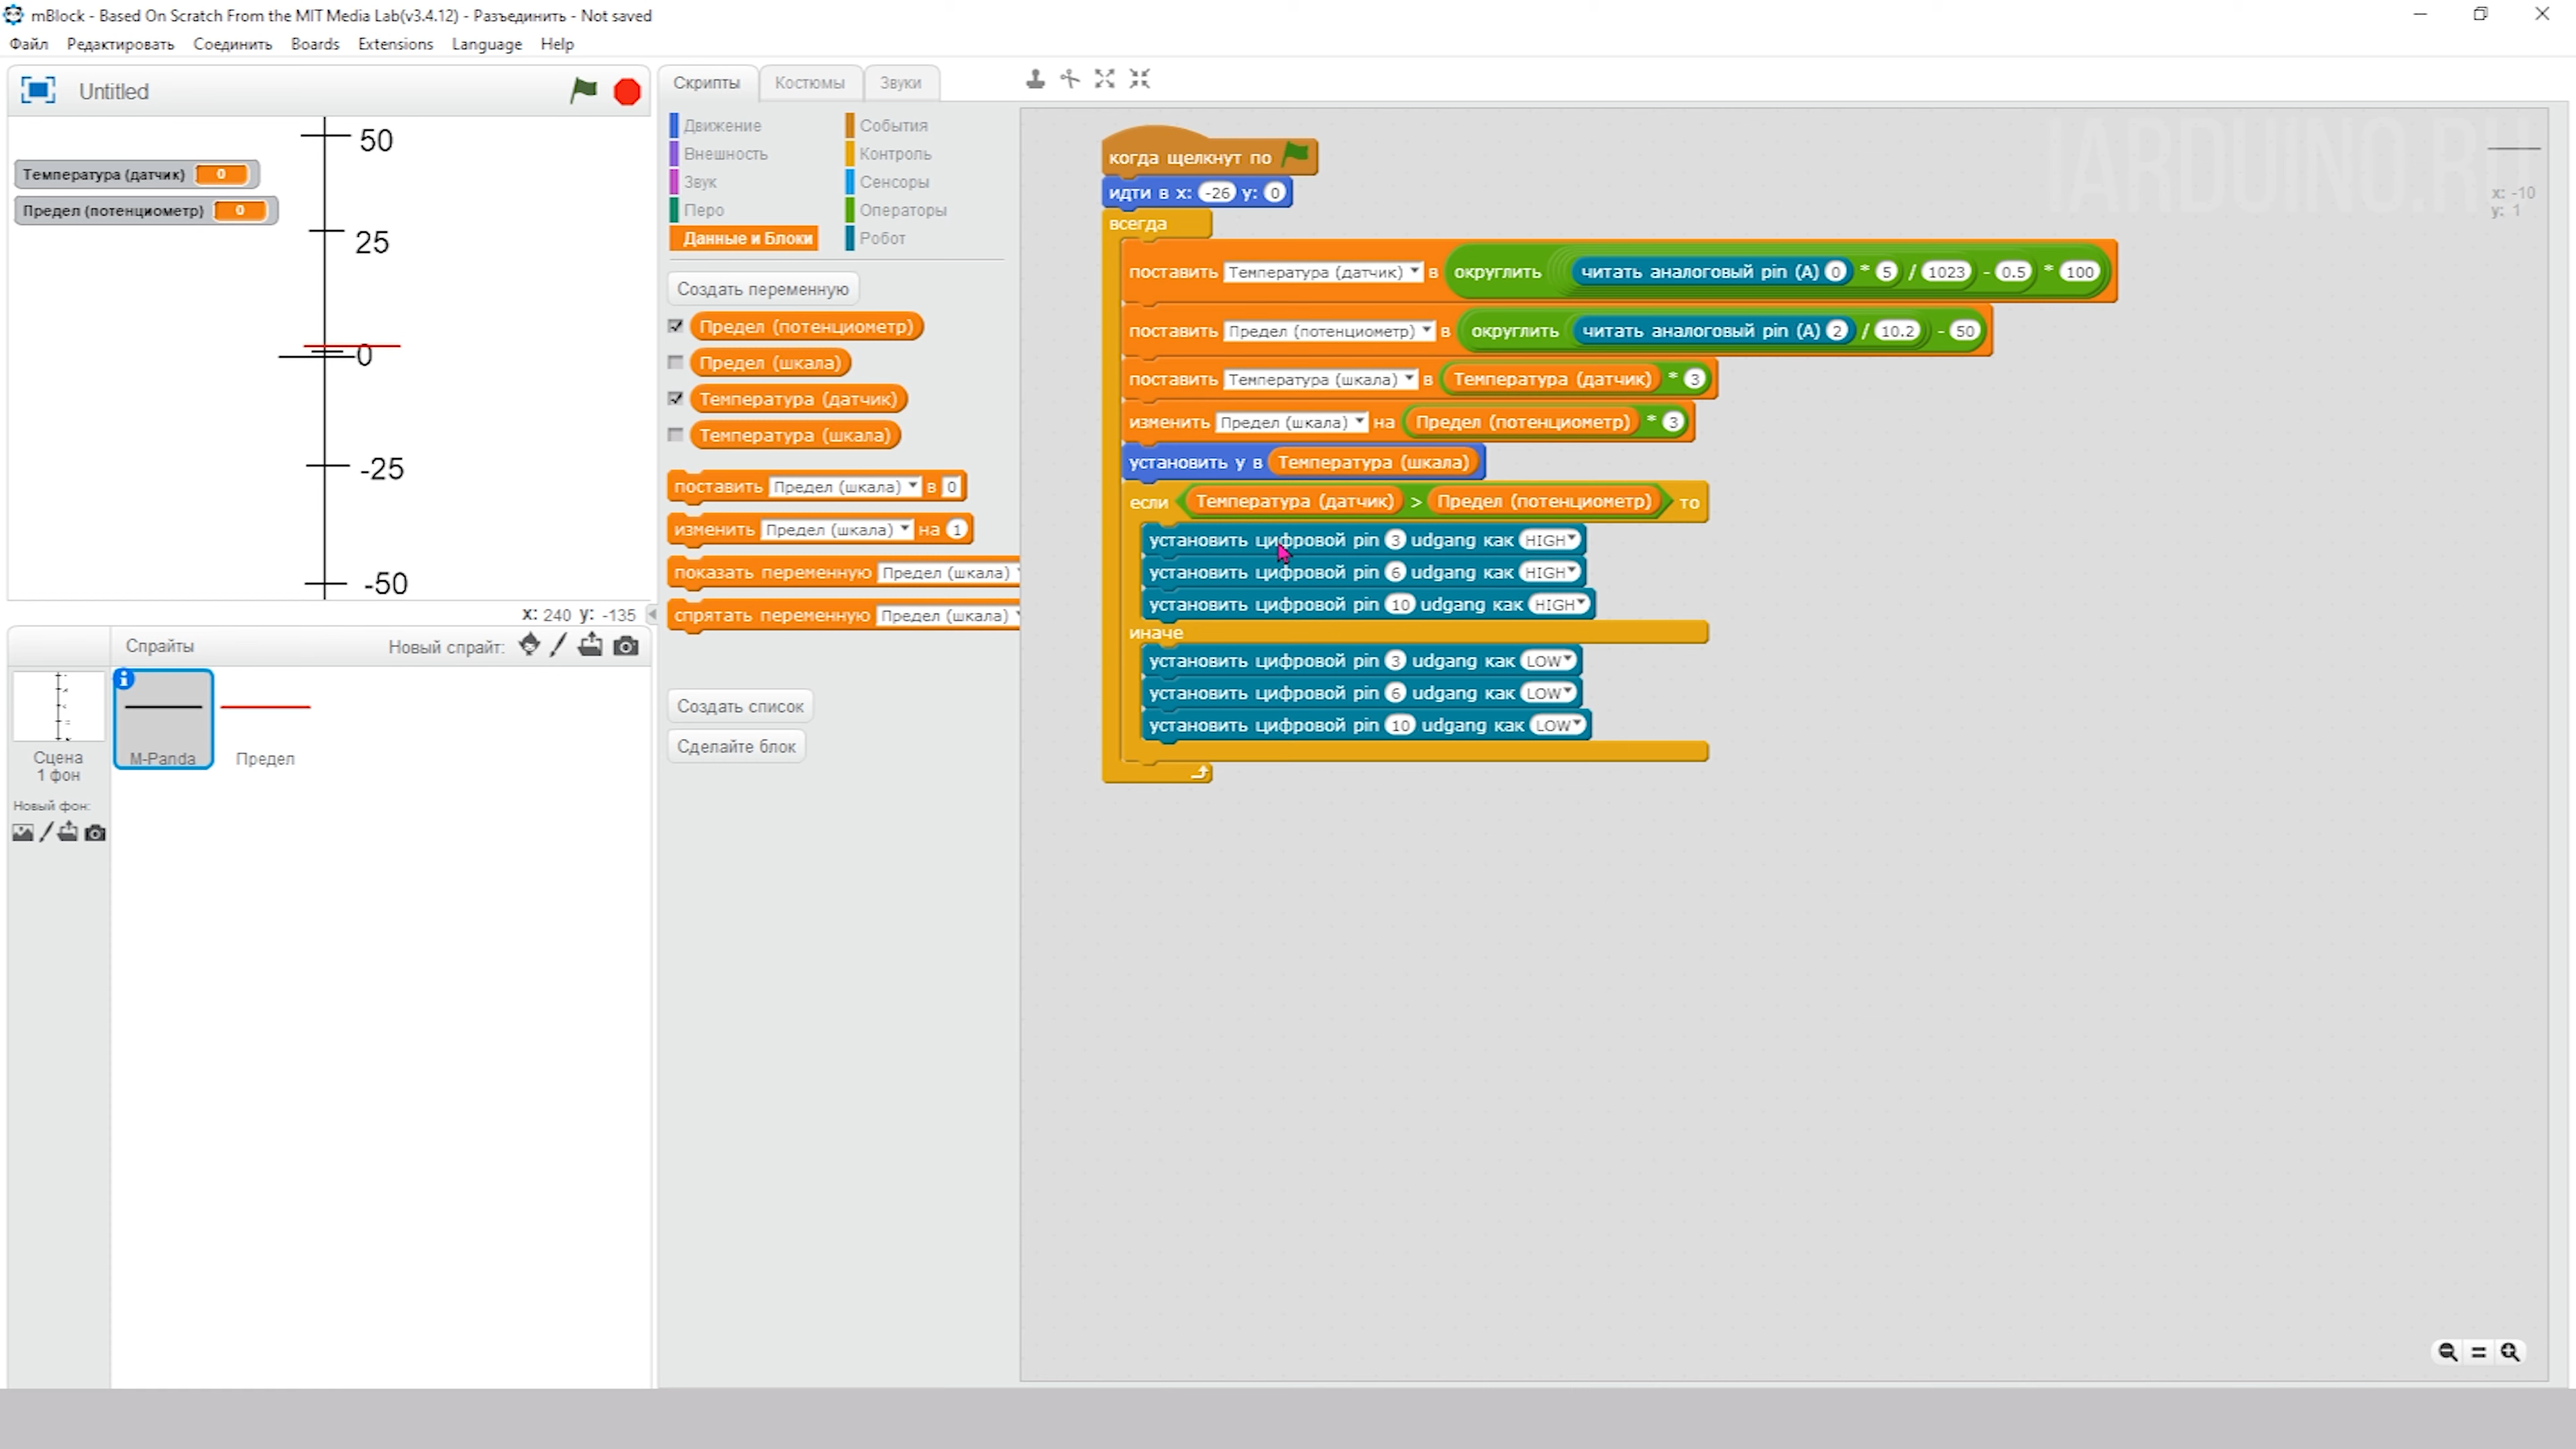 mBlock - Based On Scratch From the MIT Media Lab(v3.4.12) - Разъединить - Not saved
Файл Редактировать Соединить Boards Extensions Language Help
Untitled
Температура (датчик) 0
Предел (потенциометр) 0
50
25
0
-25
-50
x: 240 y: -135
Спрайты Новый спрайт:
Сцена
1 фон
Новый фон:
M-Panda
Предел
Скрипты Костюмы Звуки
Движение События
Внешность Контроль
Звук Сенсоры
Перо Операторы
Данные и Блоки Робот
Создать переменную
Предел (потенциометр)
Предел (шкала)
Температура (датчик)
Температура (шкала)
поставить Предел (шкала) в 0
изменить Предел (шкала) на 1
показать переменную Предел (шкала)
спрятать переменную Предел (шкала)
Создать список
Сделайте блок
когда щелкнут по
идти в x: -26 y: 0
всегда
поставить Температура (датчик) в округлить читать аналоговый pin (A) 0 * 5 / 1023 - 0.5 * 100
поставить Предел (потенциометр) в округлить читать аналоговый pin (A) 2 / 10.2 - 50
поставить Температура (шкала) в Температура (датчик) * 3
изменить Предел (шкала) на Предел (потенциометр) * 3
установить y в Температура (шкала)
если Температура (датчик) > Предел (потенциометр) то
установить цифровой pin 3 udgang как HIGH
установить цифровой pin 6 udgang как HIGH
установить цифровой pin 10 udgang как HIGH
иначе
установить цифровой pin 3 udgang как LOW
установить цифровой pin 6 udgang как LOW
установить цифровой pin 10 udgang как LOW
IARDUINO.RU
x: -10
y: 1